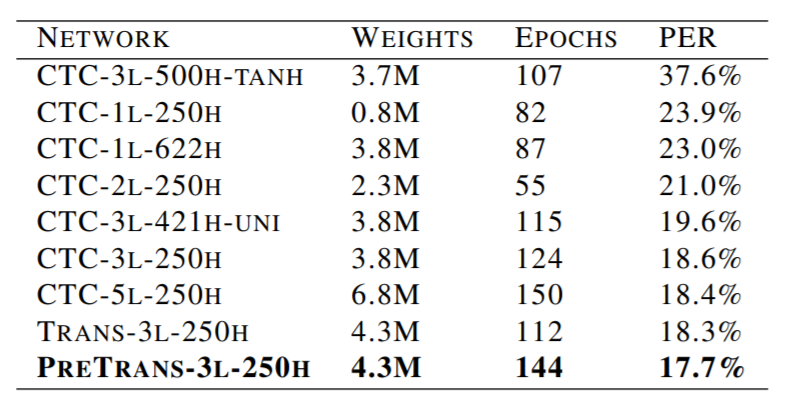 NETWORK WEIGHTS EPOCHS PER
CTC-3L-500H-TANH 3.7M 107 37.6%
CTC-1L-250H 0.8M 82 23.9%
CTC-1L-622H 3.8M 87 23.0%
CTC-2L-250H 2.3M 55 21.0%
CTC-3L-421H-UNI 3.8M 115 19.6%
CTC-3L-250H 3.8M 124 18.6%
CTC-5L-250H 6.8M 150 18.4%
TRANS-3L-250H 4.3M 112 18.3%
PRETRANS-3L-250H 4.3M 144 17.7%